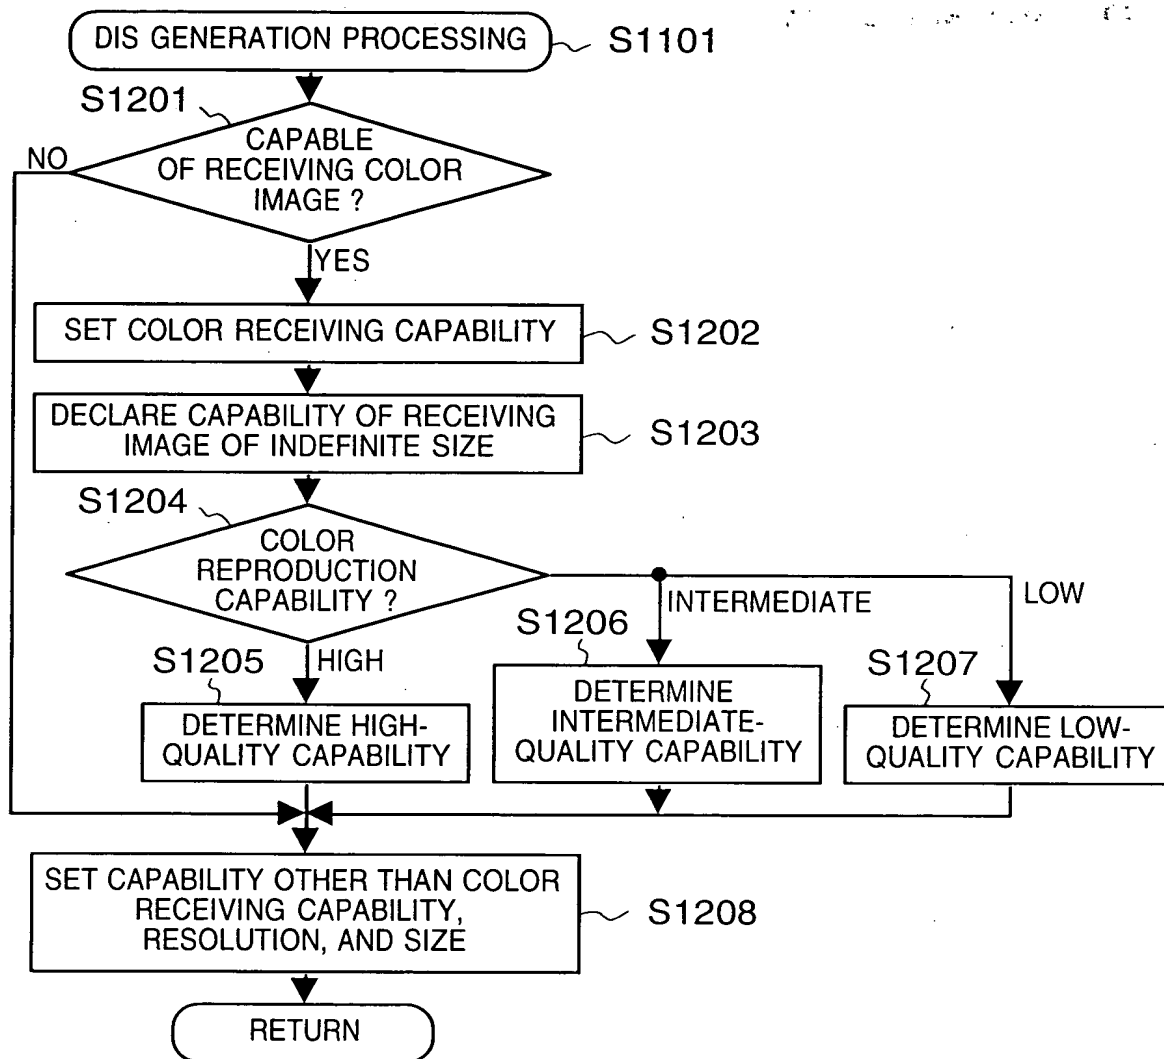 DIS GENERATION PROCESSING
S1101
S1201
CAPABLE
OF RECEIVING COLOR
IMAGE ?
NO
YES
SET COLOR RECEIVING CAPABILITY
S1202
DECLARE CAPABILITY OF RECEIVING
IMAGE OF INDEFINITE SIZE
S1203
S1204
COLOR
REPRODUCTION
CAPABILITY ?
INTERMEDIATE
LOW
HIGH
S1205
DETERMINE HIGH-
QUALITY CAPABILITY
S1206
DETERMINE
INTERMEDIATE-
QUALITY CAPABILITY
S1207
DETERMINE LOW-
QUALITY CAPABILITY
SET CAPABILITY OTHER THAN COLOR
RECEIVING CAPABILITY,
RESOLUTION, AND SIZE
S1208
RETURN